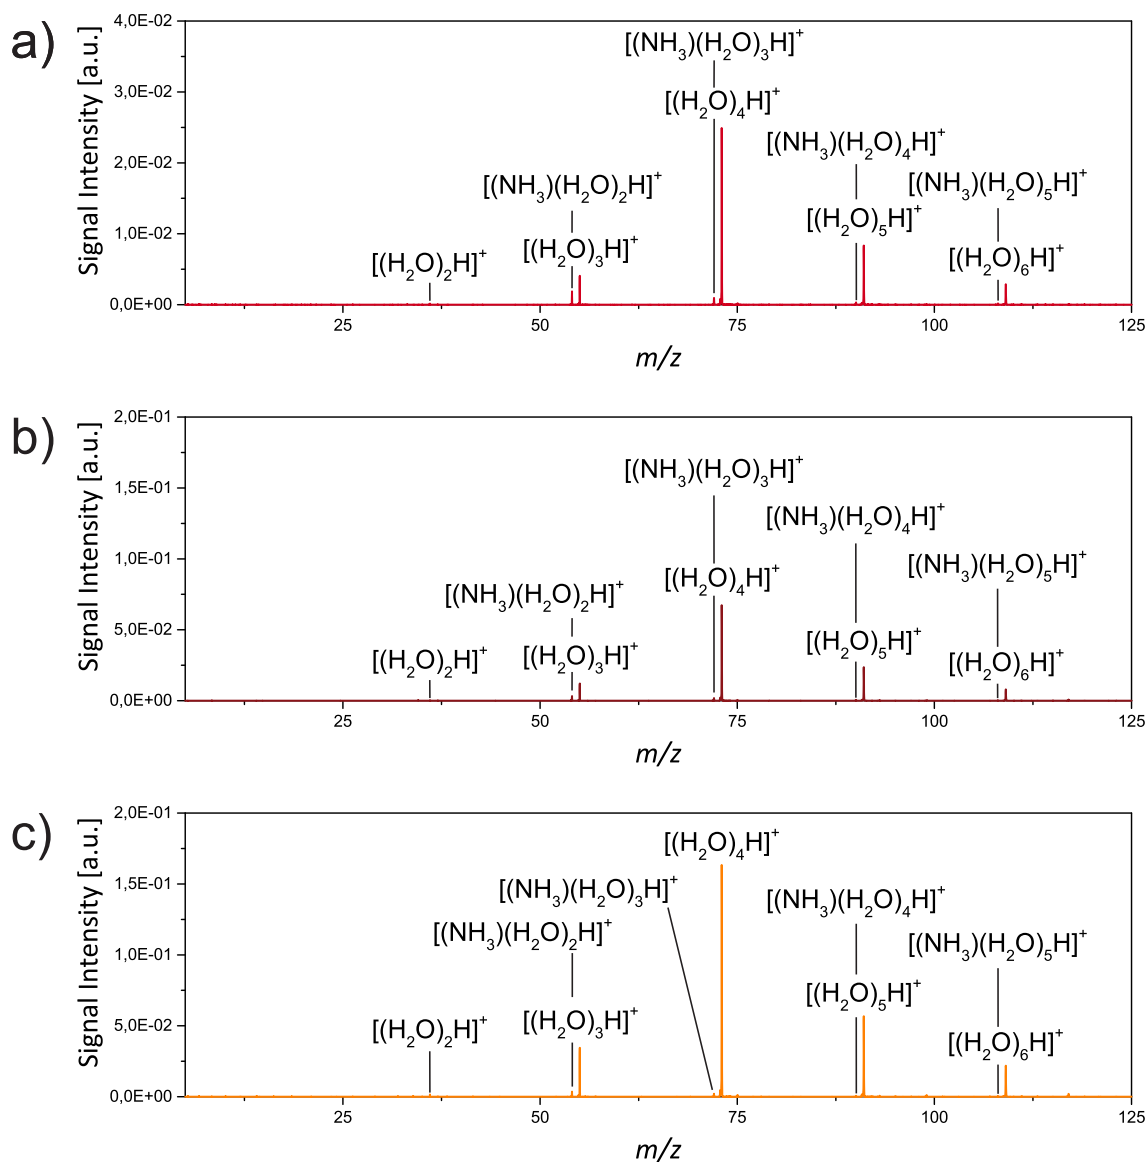 a)
Signal Intensity [a.u.]
4,0E-02
3,0E-02
2,0E-02
1,0E-02
0,0E+00
[(NH₃)(H₂O)₃H]⁺
[(H₂O)₄H]⁺
[(NH₃)(H₂O)₄H]⁺
[(NH₃)(H₂O)₂H]⁺
[(NH₃)(H₂O)₅H]⁺
[(H₂O)₅H]⁺
[(H₂O)₃H]⁺
[(H₂O)₂H]⁺
[(H₂O)₆H]⁺
25 50 75 100 125
m/z
b)
Signal Intensity [a.u.]
2,0E-01
1,5E-01
1,0E-01
5,0E-02
0,0E+00
[(NH₃)(H₂O)₃H]⁺
[(NH₃)(H₂O)₄H]⁺
[(NH₃)(H₂O)₅H]⁺
[(H₂O)₄H]⁺
[(NH₃)(H₂O)₂H]⁺
[(H₂O)₅H]⁺
[(H₂O)₃H]⁺
[(H₂O)₂H]⁺
[(H₂O)₆H]⁺
25 50 75 100 125
m/z
c)
Signal Intensity [a.u.]
2,0E-01
1,5E-01
1,0E-01
5,0E-02
0,0E+00
[(H₂O)₄H]⁺
[(NH₃)(H₂O)₃H]⁺
[(NH₃)(H₂O)₄H]⁺
[(NH₃)(H₂O)₂H]⁺
[(NH₃)(H₂O)₅H]⁺
[(H₂O)₅H]⁺
[(H₂O)₃H]⁺
[(H₂O)₂H]⁺
[(H₂O)₆H]⁺
25 50 75 100 125
m/z